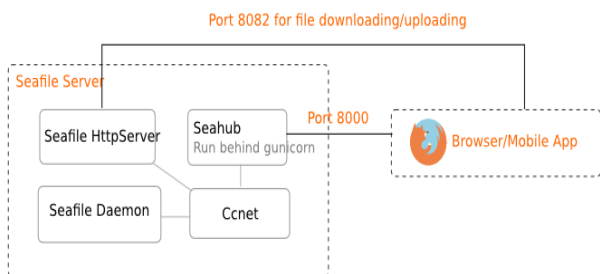 Port 8082 for file downloading/uploading
Seafile Server
Seafile HttpServer
Seahub
Run behind gunicorn
Port 8000
Browser/Mobile App
Seafile Daemon
Ccnet